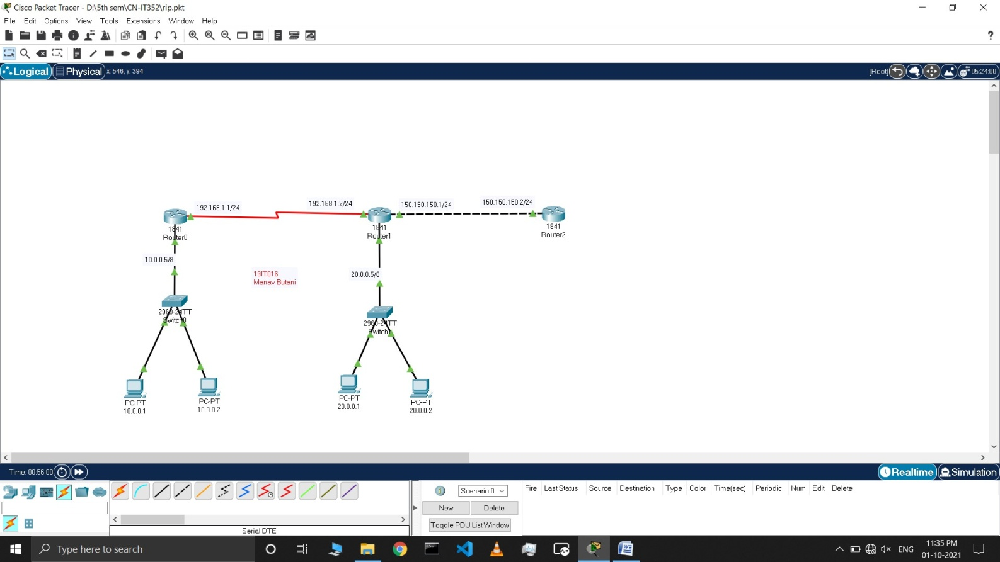 Cisco Packet Tracer - D:\5th sem\CN-IT352\rip.pkt
File Edit Options View Tools Extensions Window Help
?
Logical Physical x: 546, y: 394 [Root] 05:24:00
192.168.1.1/24
192.168.1.2/24
150.150.150.1/24
150.150.150.2/24
1841
Router0
1841
Router1
1841
Router2
10.0.0.5/8
20.0.0.5/8
19IT016
Manav Butani
2960-24TT
Switch0
2960-24TT
Switch1
PC-PT
10.0.0.1
PC-PT
10.0.0.2
PC-PT
20.0.0.1
PC-PT
20.0.0.2
Time: 00:56:00 Realtime Simulation
Scenario 0
New Delete
Toggle PDU List Window
Fire Last Status Source Destination Type Color Time(sec) Periodic Num Edit Delete
Serial DTE
Type here to search
ENG
11:35 PM
01-10-2021